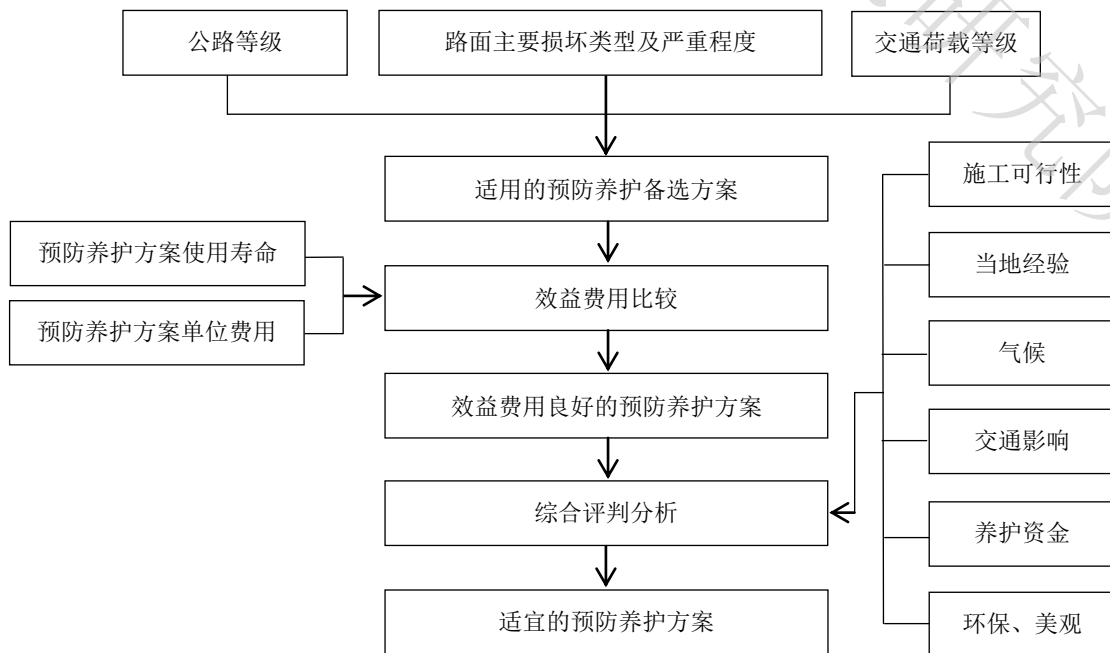 公路等级
路面主要损坏类型及严重程度
交通荷载等级
适用的预防养护备选方案
施工可行性
预防养护方案使用寿命
当地经验
效益费用比较
预防养护方案单位费用
气候
效益费用良好的预防养护方案
交通影响
综合评判分析
养护资金
适宜的预防养护方案
环保、美观
研究院